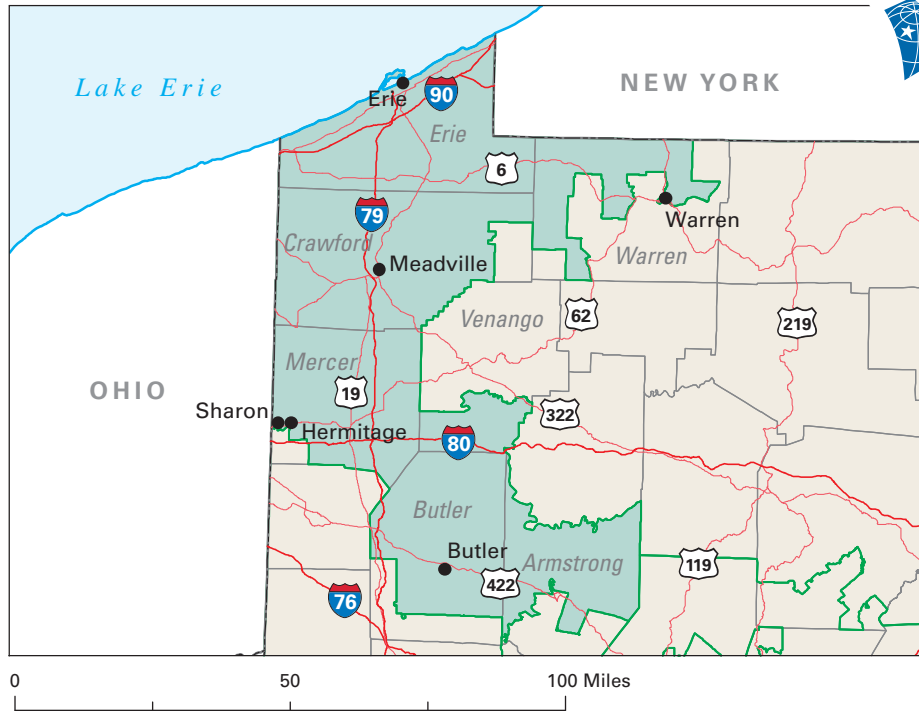 Lake Erie
NEW YORK
Erie
90
Erie
6
79
Warren
Crawford
Meadville
Warren
Venango
62
219
Mercer
OHIO
19
322
Sharon
Hermitage
80
Butler
Butler
Armstrong
422
119
76
0 50 100 Miles